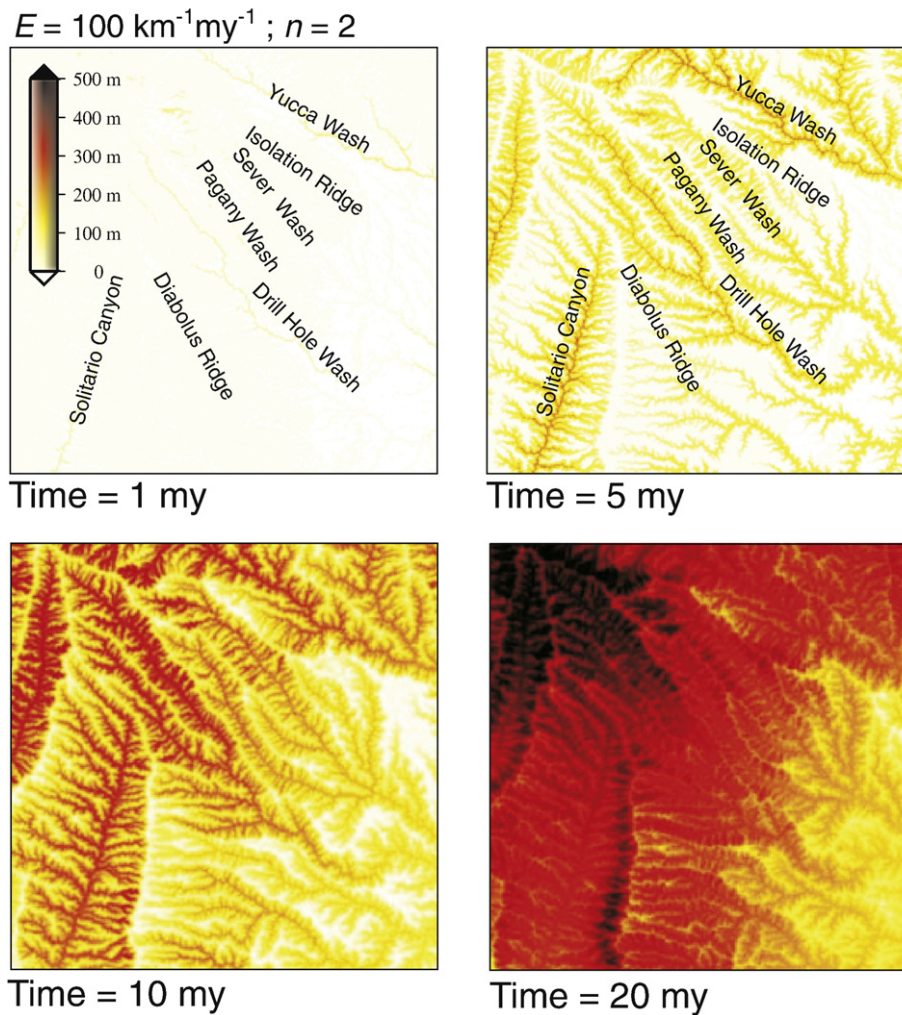 E = 100 km⁻¹my⁻¹ ; n = 2
500 m
400 m
300 m
200 m
100 m
0
Yucca Wash
Isolation Ridge
Sever Wash
Pagany Wash
Drill Hole Wash
Diabolus Ridge
Solitario Canyon
Time = 1 my
Yucca Wash
Isolation Ridge
Sever Wash
Pagany Wash
Drill Hole Wash
Diabolus Ridge
Solitario Canyon
Time = 5 my
Time = 10 my
Time = 20 my